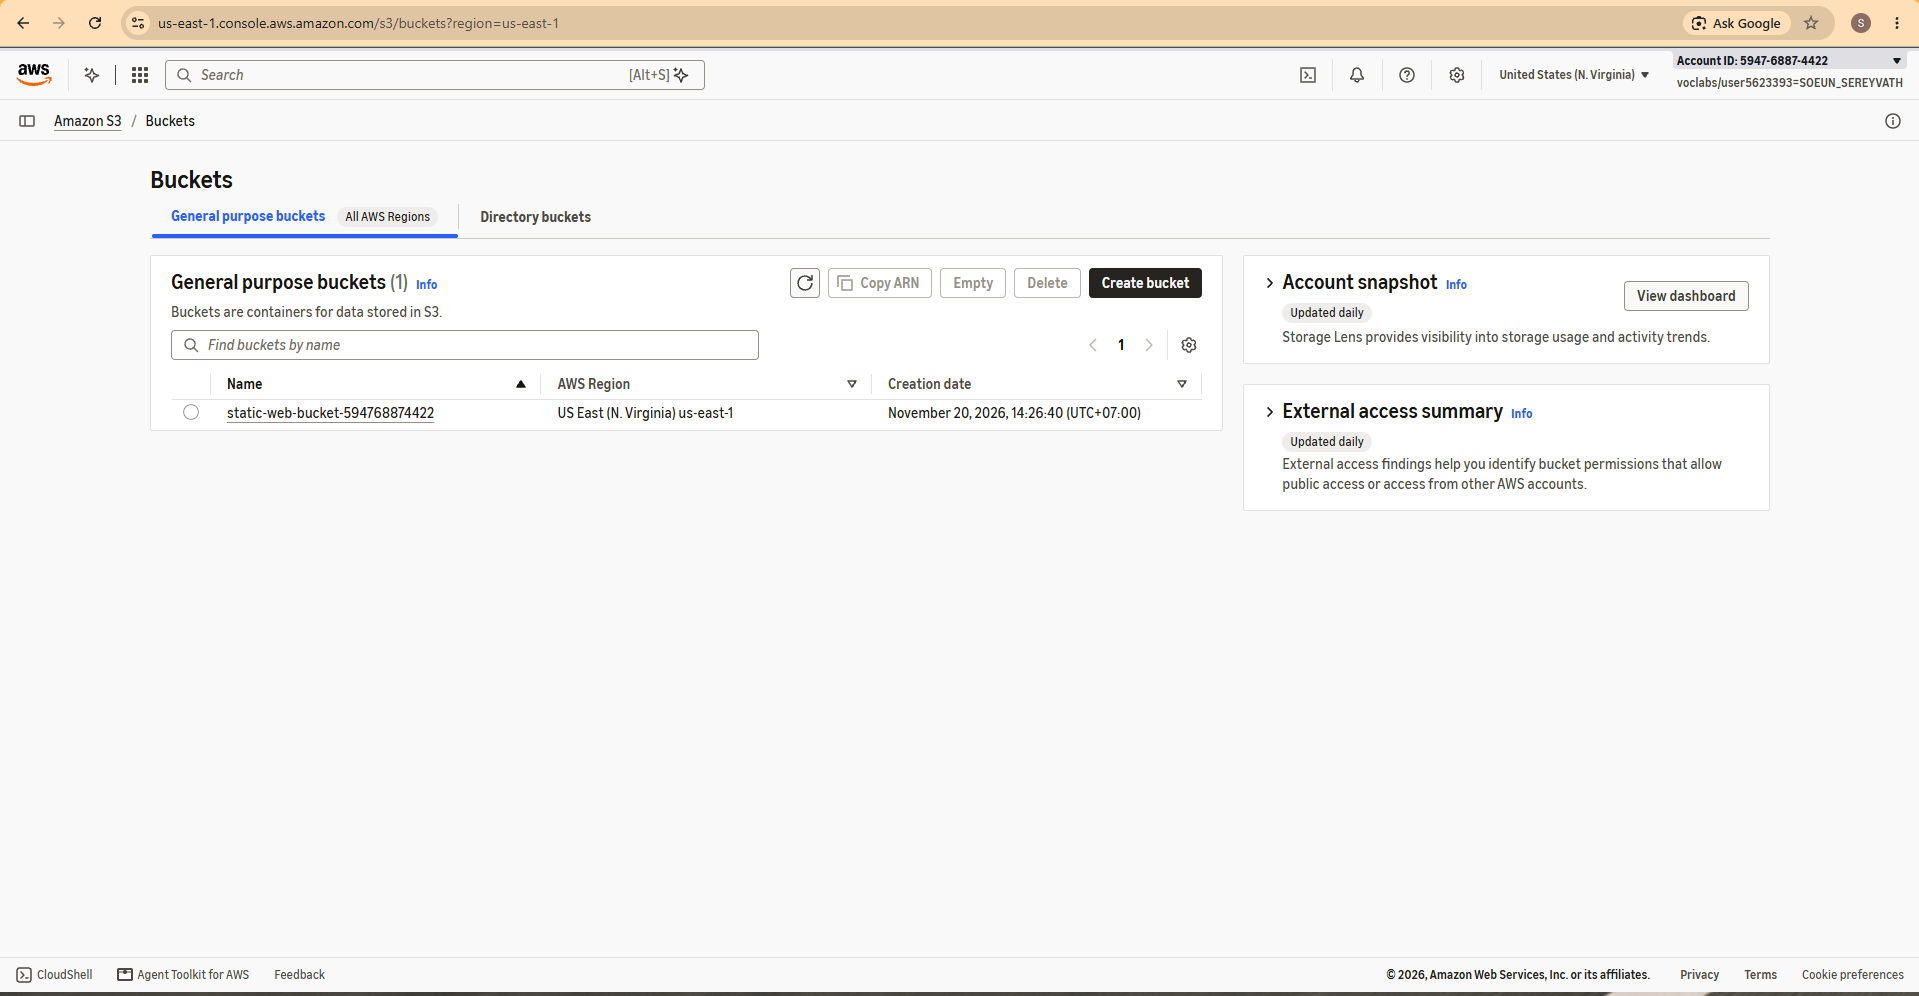 us-east-1.console.aws.amazon.com/s3/buckets?region=us-east-1
Ask Google
S
aws
Search
[Alt+S]
United States (N. Virginia)
Account ID: 5947-6887-4422
voclabs/user5623393=SOEUN_SEREYVATH
Amazon S3 / Buckets
Buckets
General purpose buckets
All AWS Regions
Directory buckets
General purpose buckets (1) Info
Copy ARN
Empty
Delete
Create bucket
Buckets are containers for data stored in S3.
Find buckets by name
1
Name
AWS Region
Creation date
static-web-bucket-594768874422
US East (N. Virginia) us-east-1
November 20, 2026, 14:26:40 (UTC+07:00)
Account snapshot Info
Updated daily
View dashboard
Storage Lens provides visibility into storage usage and activity trends.
External access summary Info
Updated daily
External access findings help you identify bucket permissions that allow
public access or access from other AWS accounts.
CloudShell
Agent Toolkit for AWS
Feedback
© 2026, Amazon Web Services, Inc. or its affiliates.
Privacy
Terms
Cookie preferences